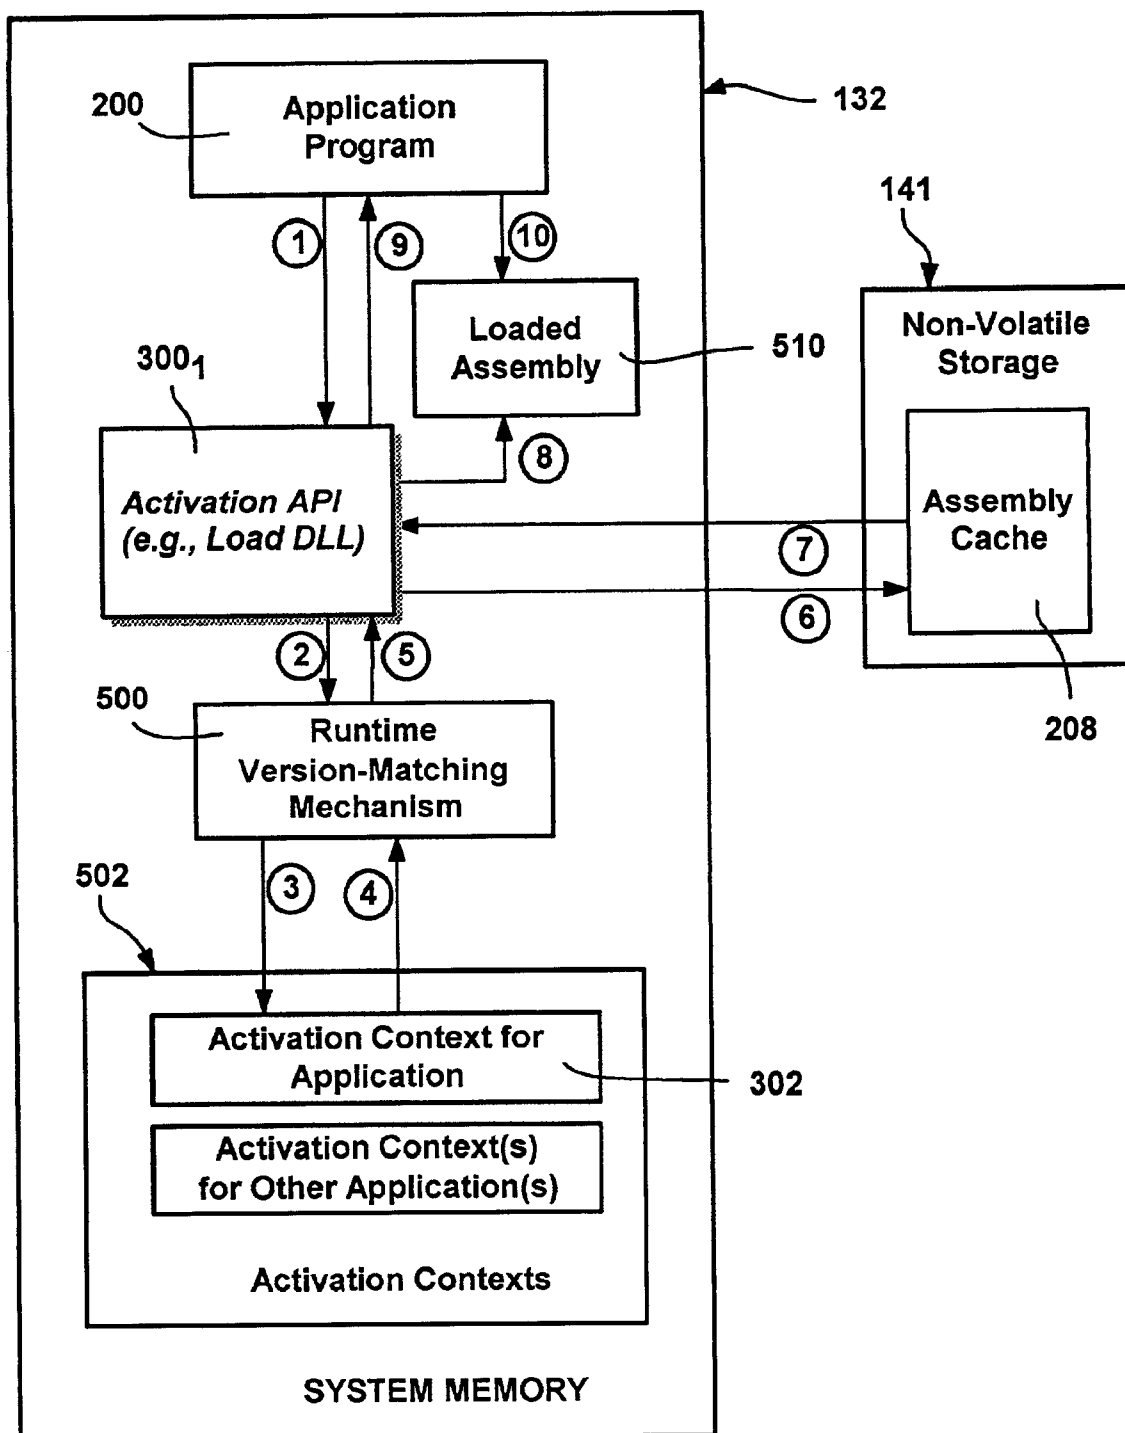 200
Application
Program
132
141
1
9
10
Non-Volatile
Storage
Loaded
Assembly
510
300₁
8
Activation API
(e.g., Load DLL)
Assembly
Cache
7
6
2
5
208
500
Runtime
Version-Matching
Mechanism
502
3
4
Activation Context for
Application
302
Activation Context(s)
for Other Application(s)
Activation Contexts
SYSTEM MEMORY